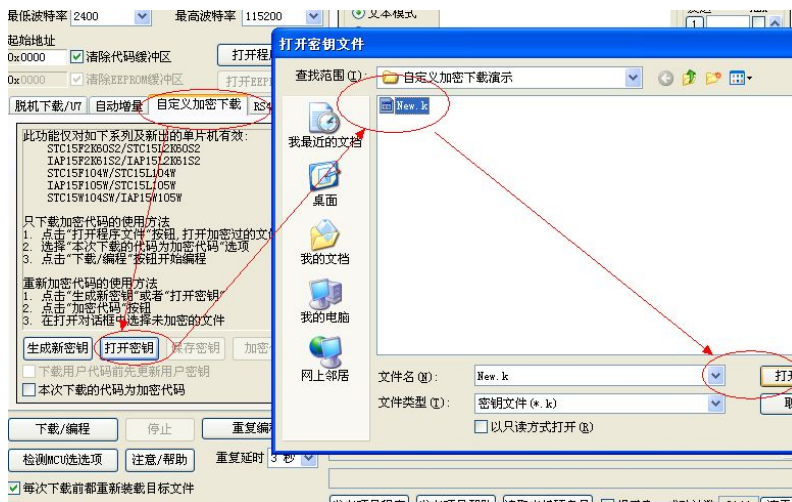 最低波特率 2400 最高波特率 115200
文本模式
起始地址
0x0000 清除代码缓冲区 打开程
0x0000 清除EEPROM缓冲区 打开EEP
脱机下载/U7 自动增量 自定义加密下载 RS4
此功能仅对如下系列及新出的单片机有效:
STC15F2K60S2/STC15L2K60S2
IAP15F2K61S2/IAP15L2K61S2
STC15F104W/STC15L104W
IAP15F105W/STC15L105W
STC15W104SW/IAP15W105W
只下载加密代码的使用方法
1. 点击"打开程序文件"按钮,打开加密过的文
2. 选择"本次下载的代码为加密代码"选项
3. 点击"下载/编程"按钮开始编程
重新加密代码的使用方法
1. 点击"生成新密钥"或者"打开密钥"
2. 点击"加密代码"按钮
3. 在打开对话框中选择未加密的文件
生成新密钥 打开密钥 保存密钥 加密
下载用户代码前先更新用户密钥
本次下载的代码为加密代码
下载/编程 停止 重复编
检测MCU选选项 注意/帮助 重复延时 3 秒
每次下载前都重新装载目标文件
打开密钥文件
查找范围(I): 自定义加密下载演示
New.k
我最近的文档
桌面
我的文档
我的电脑
网上邻居
文件名(N): New.k 打开
文件类型(T): 密钥文件(*.k) 取
以只读方式打开(R)